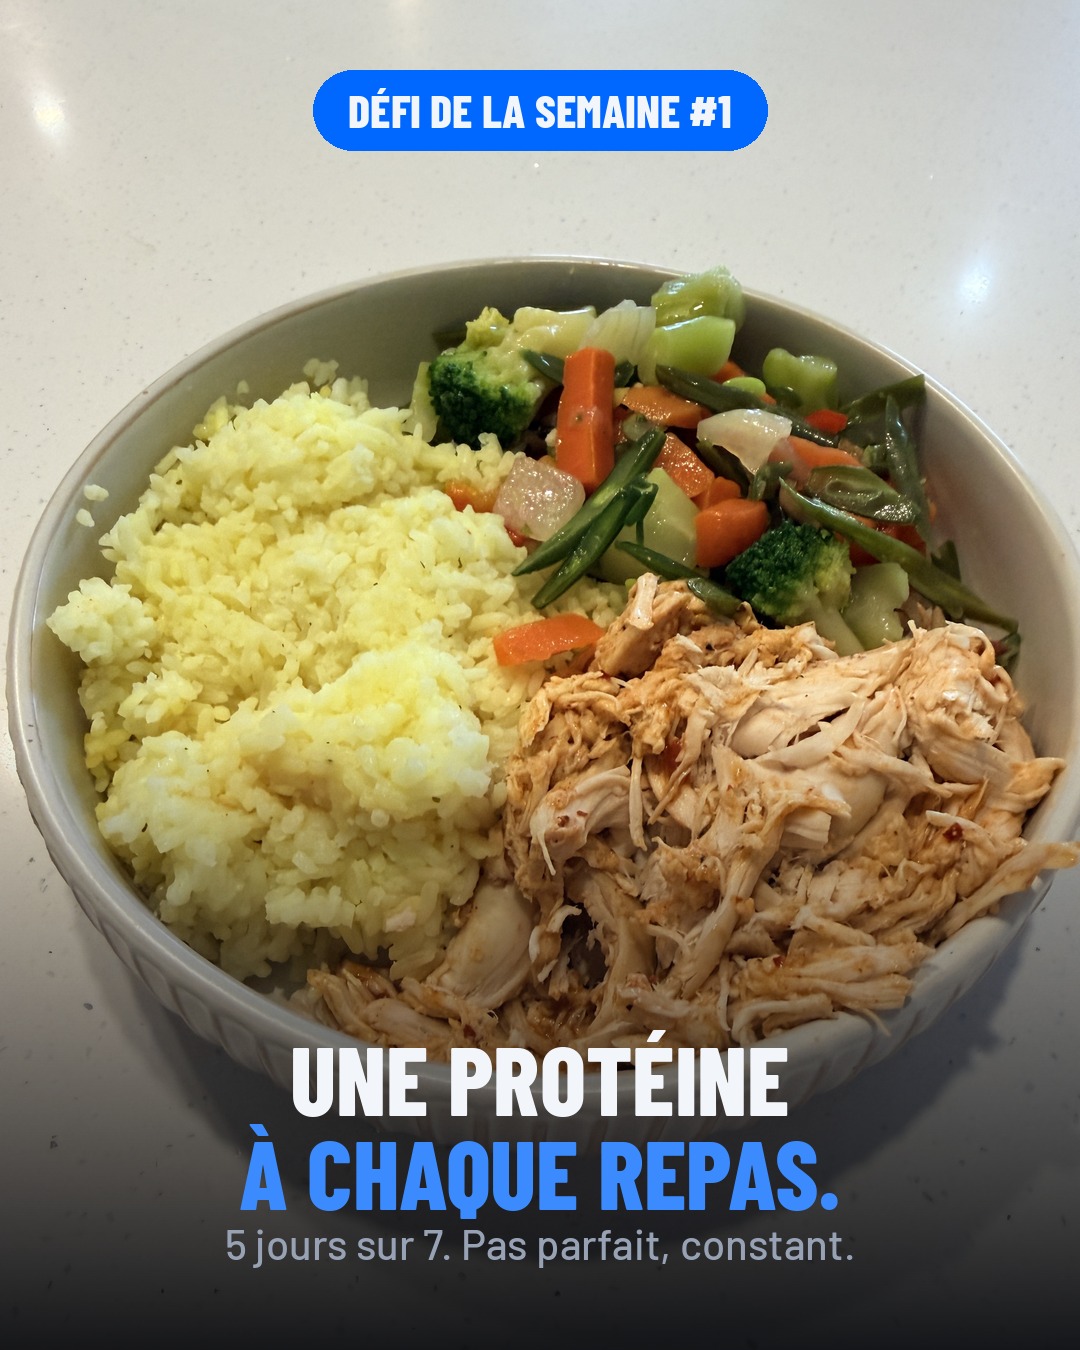 DÉFI DE LA SEMAINE #1
UNE PROTÉINE
À CHAQUE REPAS.
5 jours sur 7. Pas parfait, constant.